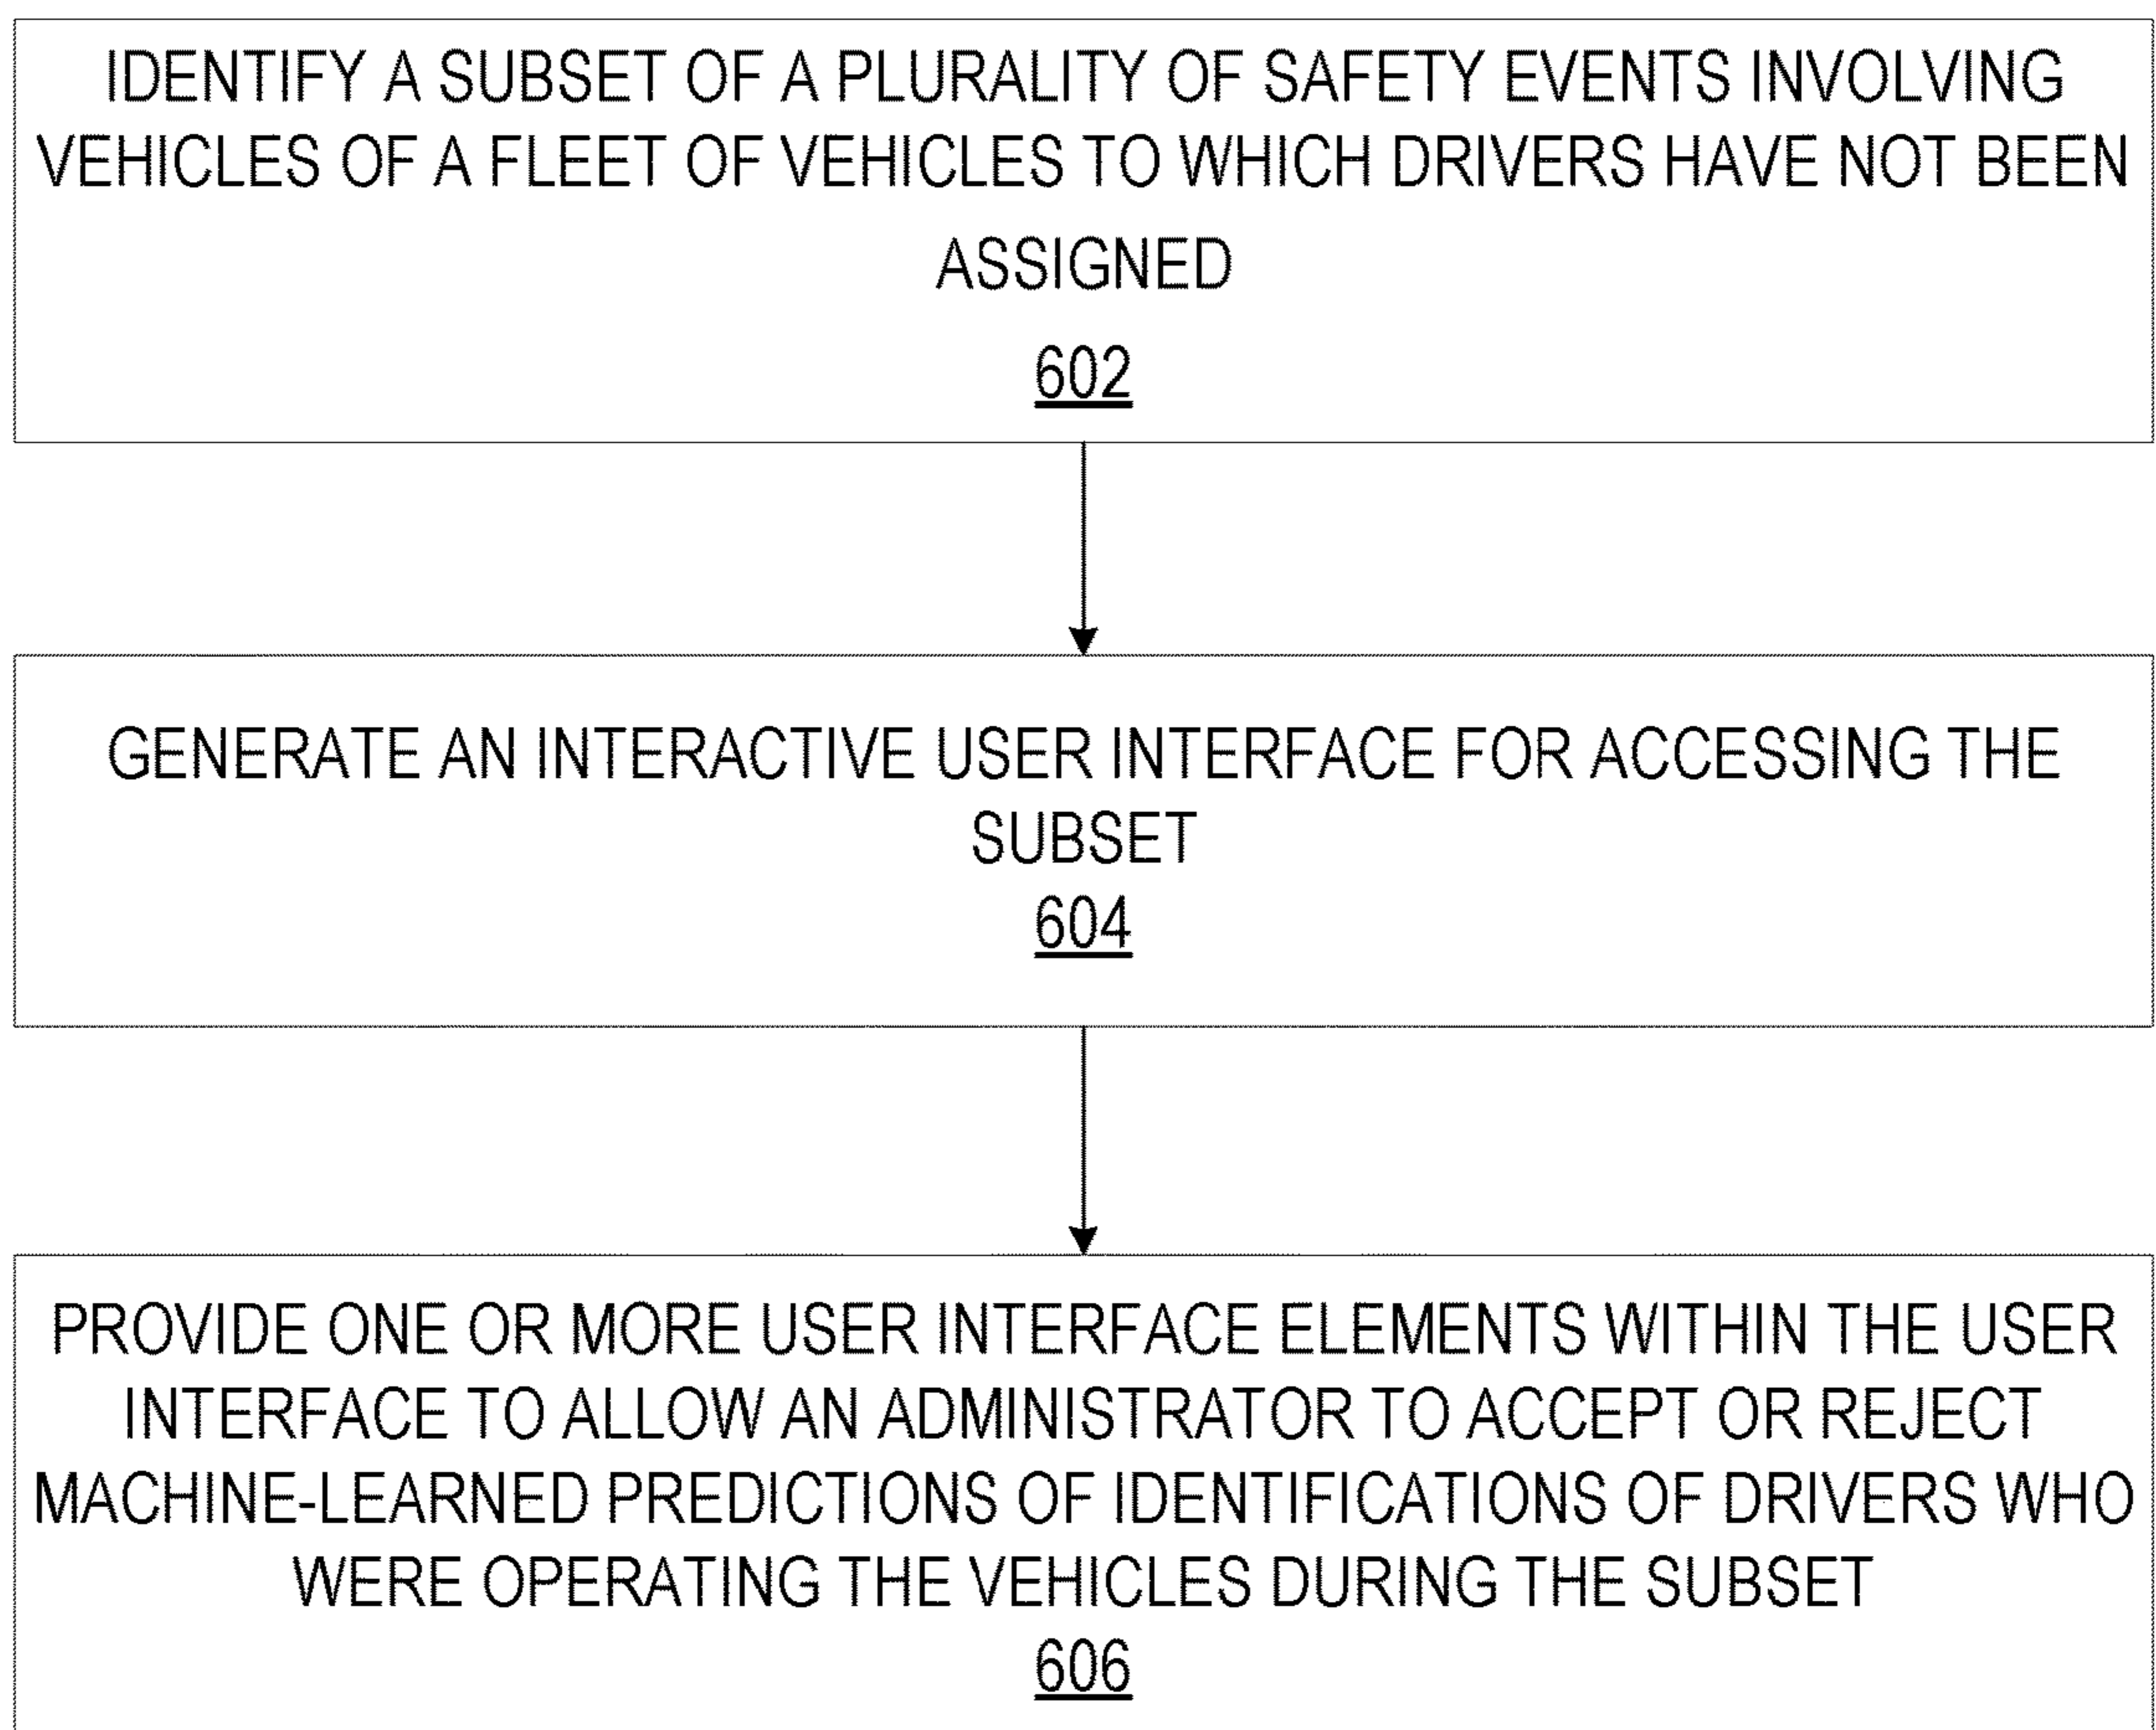 IDENTIFY A SUBSET OF A PLURALITY OF SAFETY EVENTS INVOLVING
VEHICLES OF A FLEET OF VEHICLES TO WHICH DRIVERS HAVE NOT BEEN
ASSIGNED
602
GENERATE AN INTERACTIVE USER INTERFACE FOR ACCESSING THE
SUBSET
604
PROVIDE ONE OR MORE USER INTERFACE ELEMENTS WITHIN THE USER
INTERFACE TO ALLOW AN ADMINISTRATOR TO ACCEPT OR REJECT
MACHINE-LEARNED PREDICTIONS OF IDENTIFICATIONS OF DRIVERS WHO
WERE OPERATING THE VEHICLES DURING THE SUBSET
606